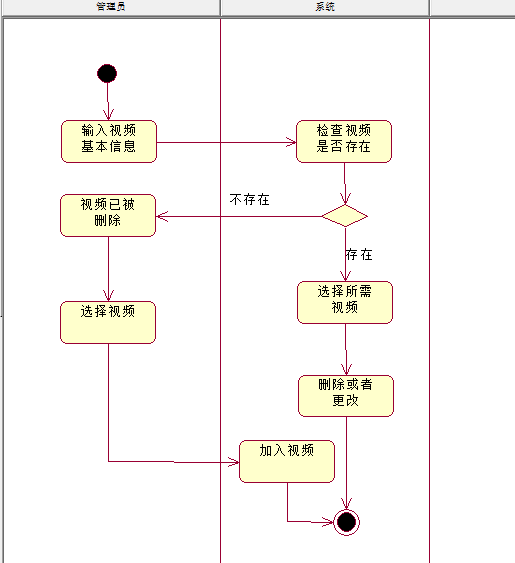 管理员
系统
输入视频
基本信息
检查视频
是否存在
视频已被
删除
不存在
存在
选择视频
选择所需
视频
删除或者
更改
加入视频